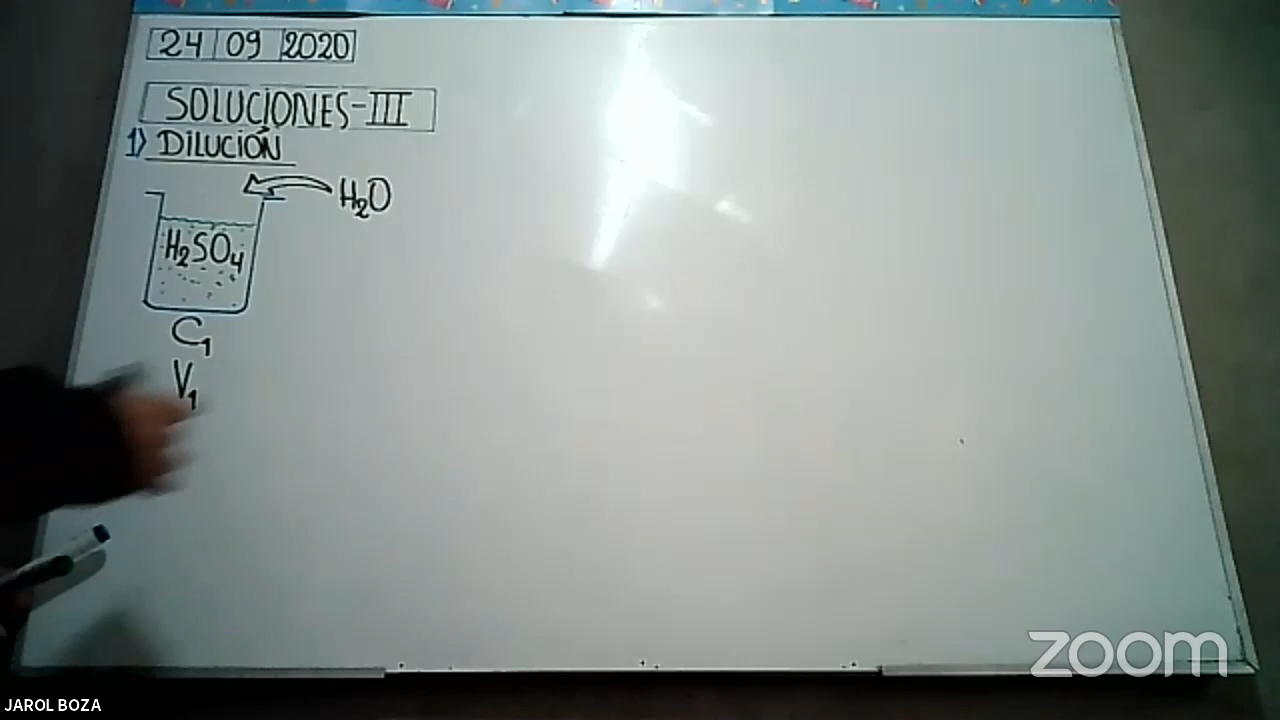 24 09 2020
SOLUCIONES-III
1) DILUCIÓN
H₂O
H₂SO₄
C₁
V₁
zoom
JAROL BOZA